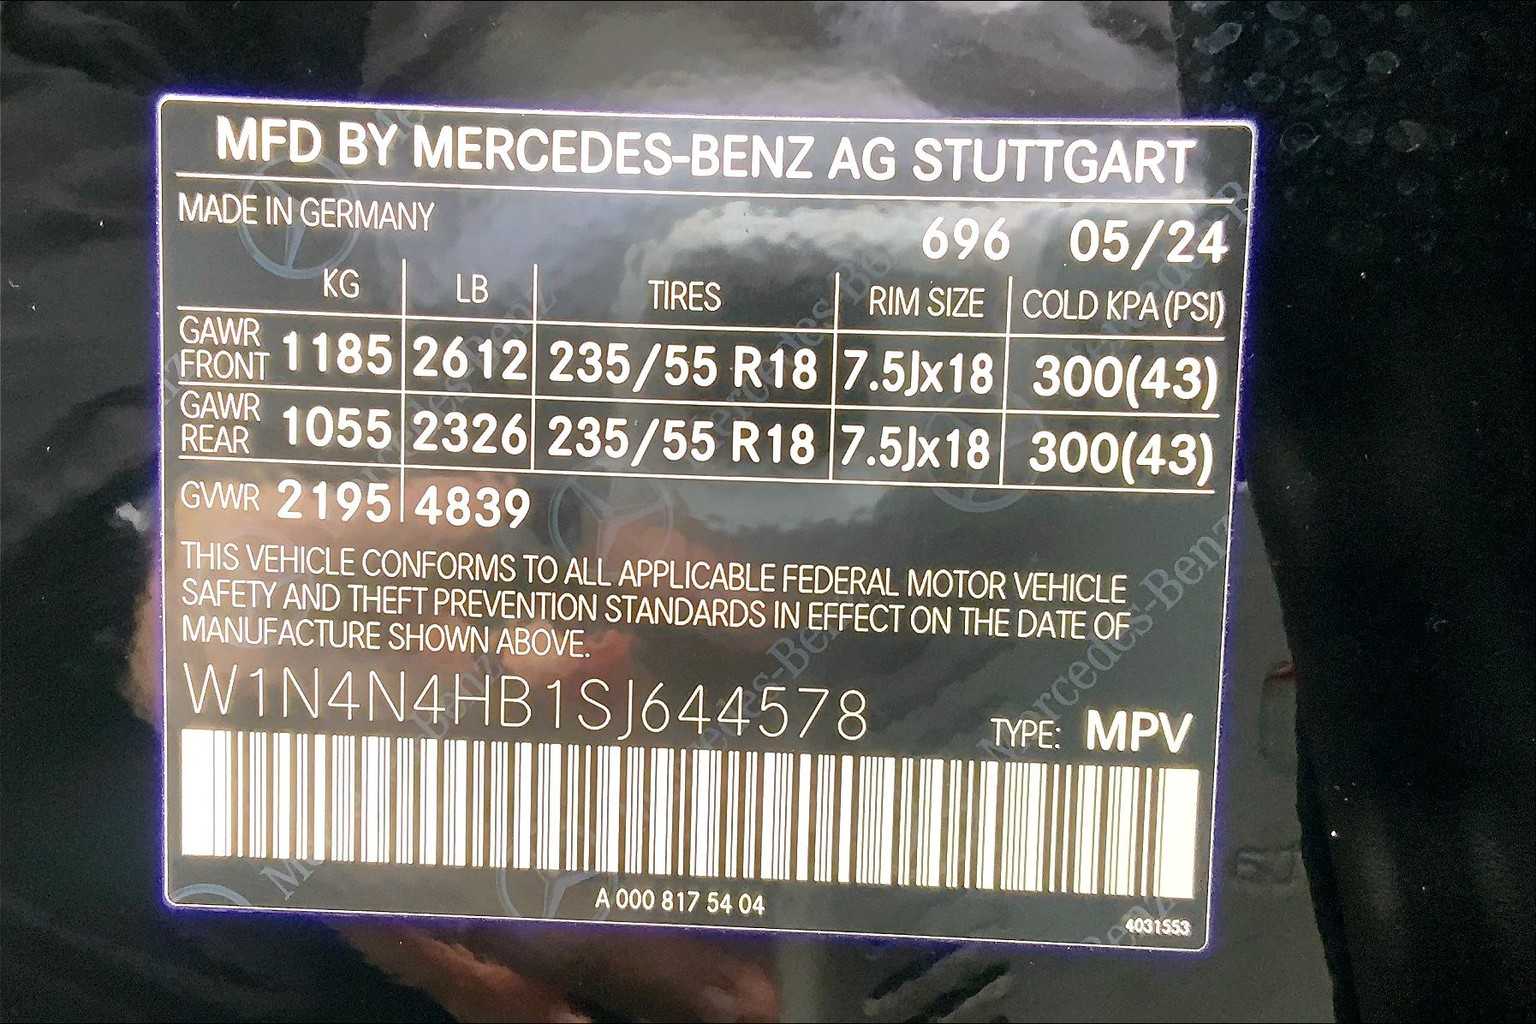 MFD BY MERCEDES-BENZ AG STUTTGART
MADE IN GERMANY
696 05/24
KG LB TIRES RIM SIZE COLD KPA (PSI)
GAWR FRONT 1185 2612 235/55 R18 7.5Jx18 300(43)
GAWR REAR 1055 2326 235/55 R18 7.5Jx18 300(43)
GVWR 2195 4839
THIS VEHICLE CONFORMS TO ALL APPLICABLE FEDERAL MOTOR VEHICLE
SAFETY AND THEFT PREVENTION STANDARDS IN EFFECT ON THE DATE OF
MANUFACTURE SHOWN ABOVE.
W1N4N4HB1SJ644578
TYPE: MPV
A 000 817 54 04
4031553